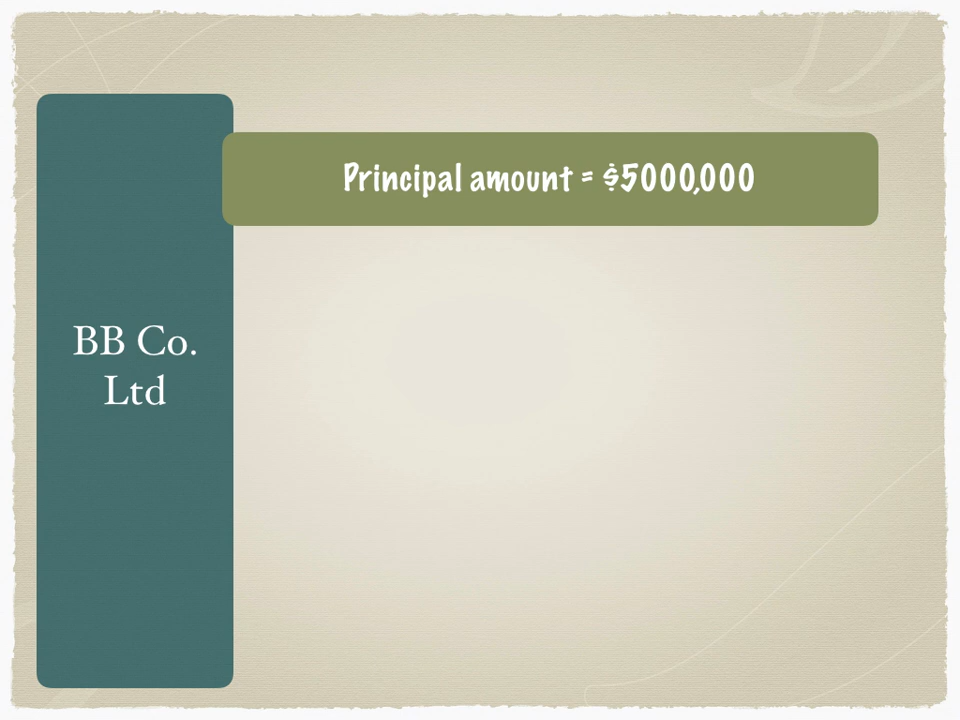 Principal amount = $5000,000
BB Co.
Ltd